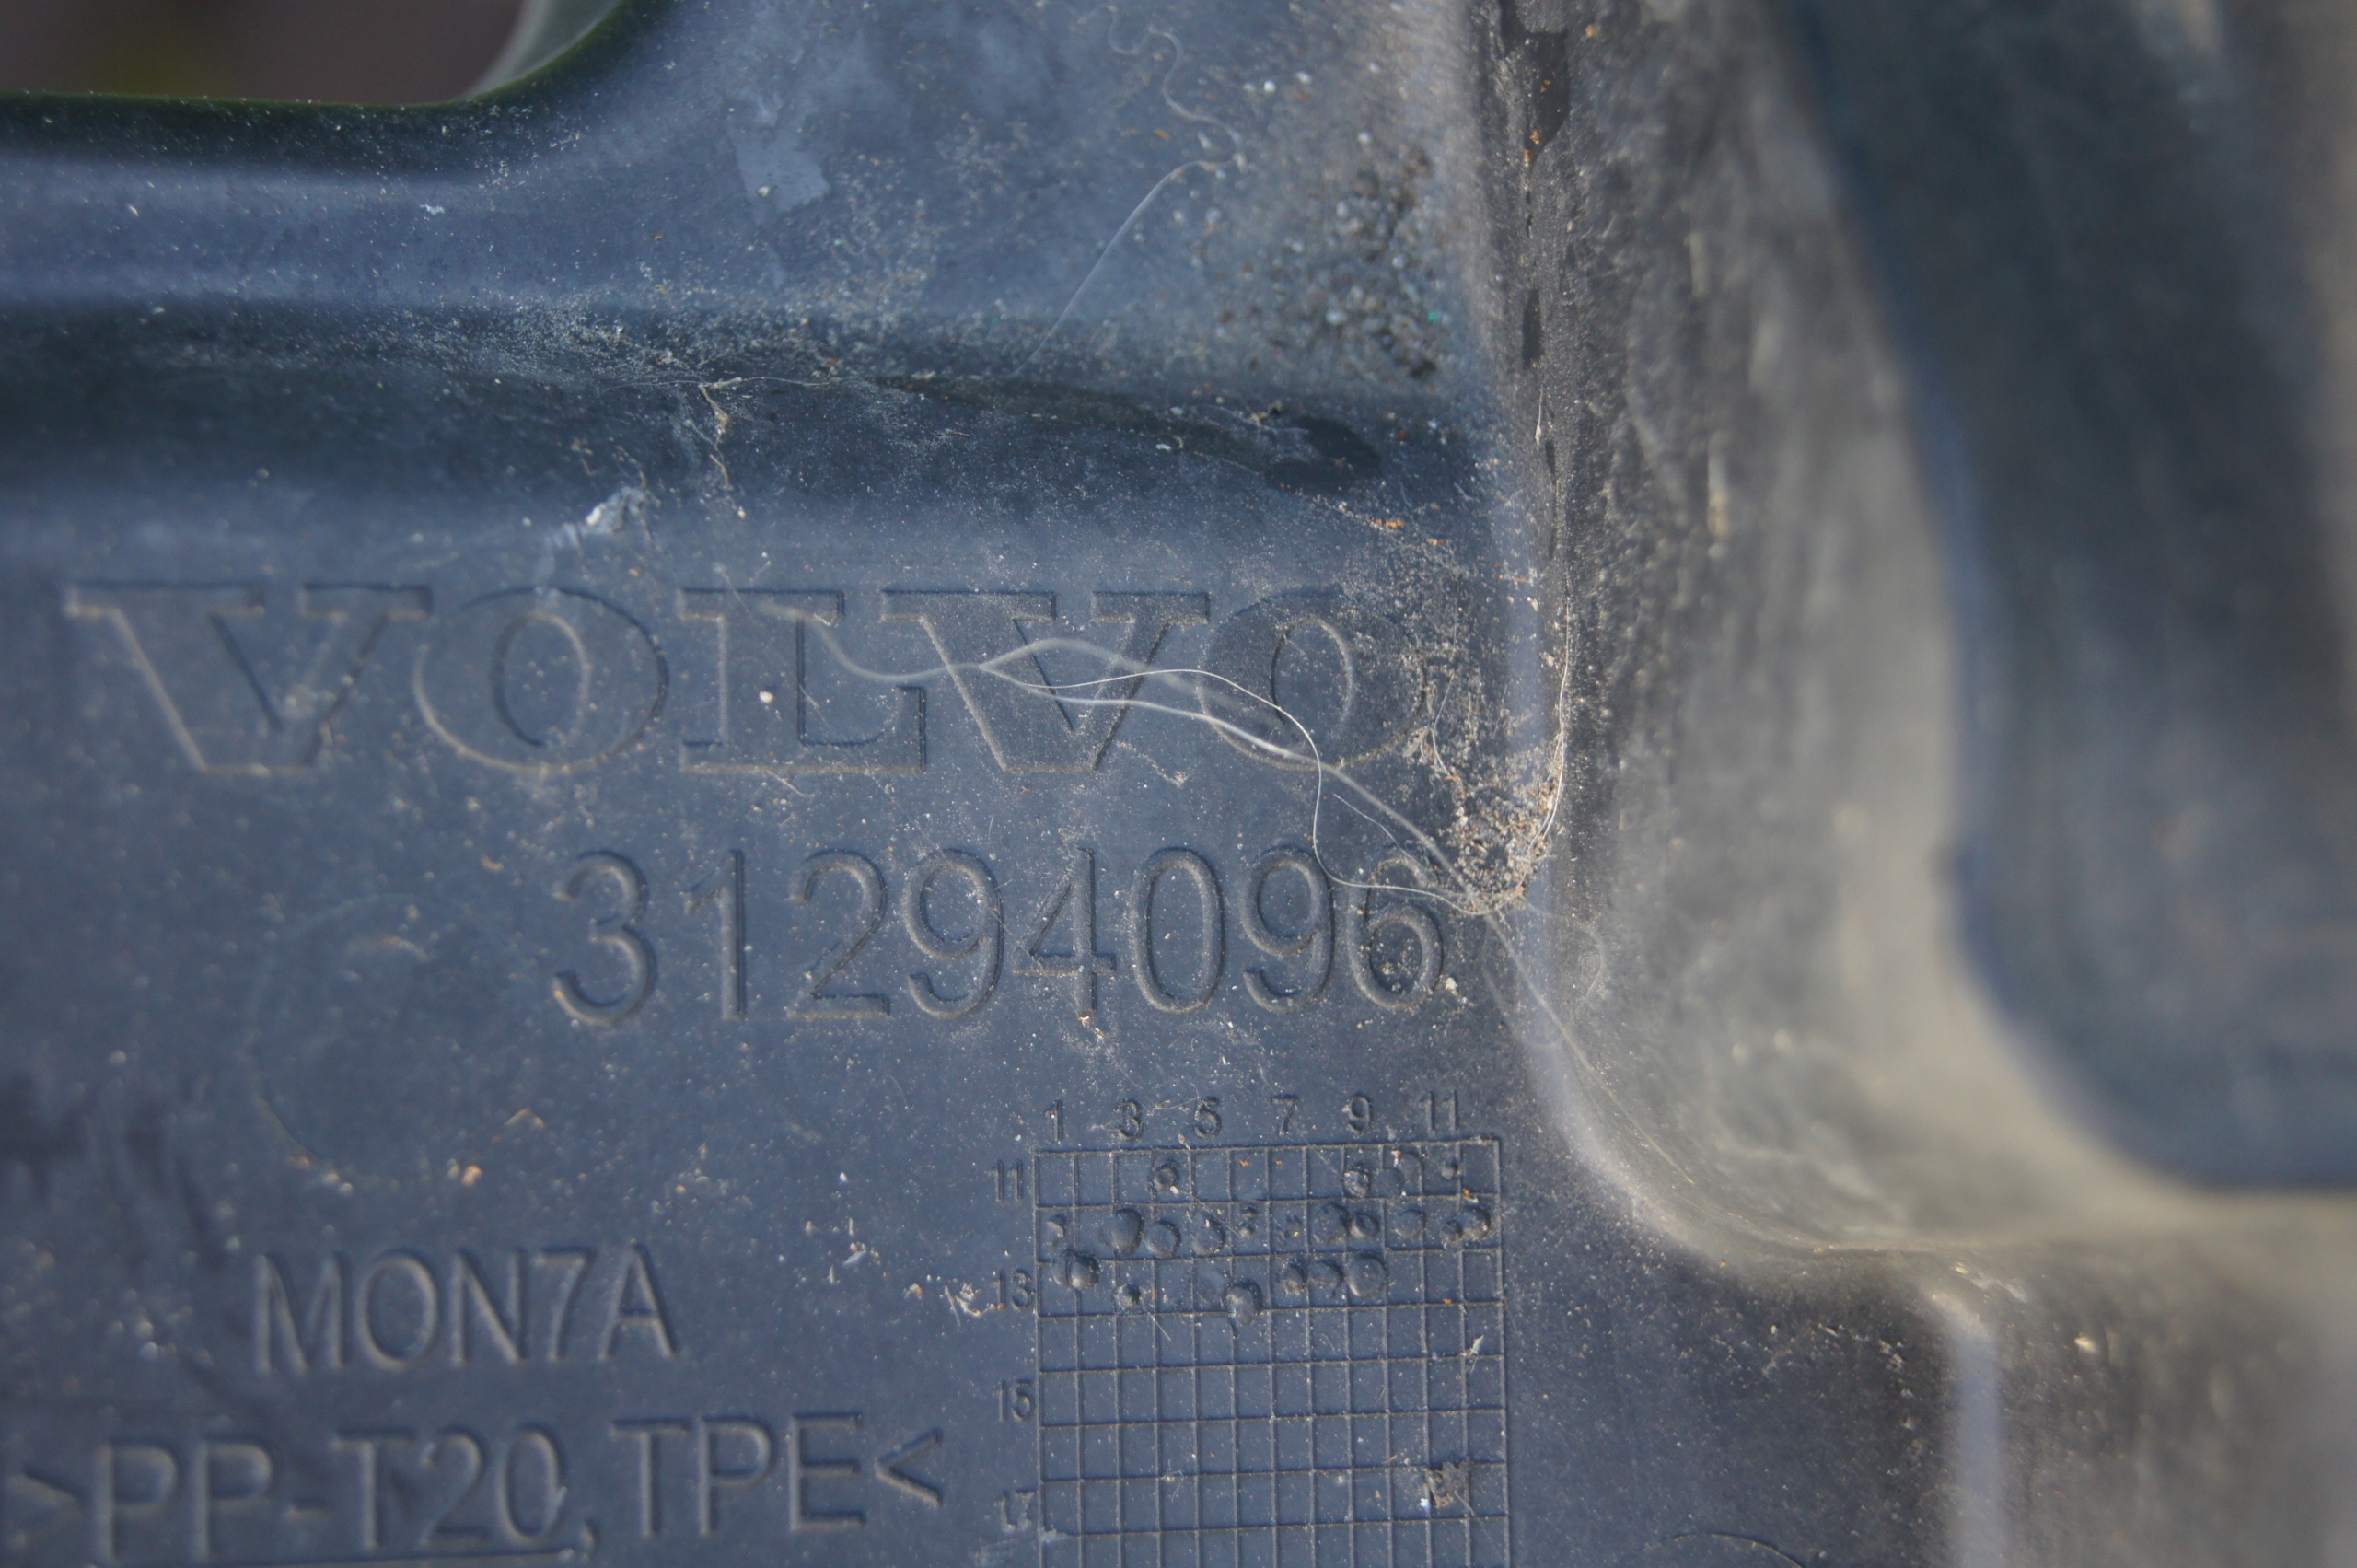 VOLVO
31294096
1 3 5 7 9 11
11
13
MON7A
15
>PP-T20,TPE<
17